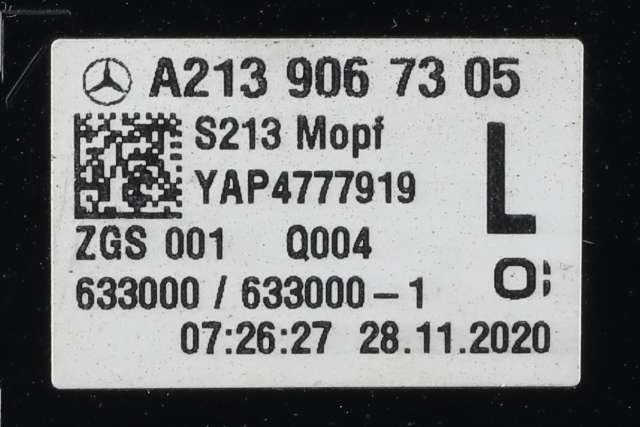 A213 906 73 05
S213 Mopf
YAP4777919
L
ZGS 001 Q004
633000 / 633000-1
07:26:27 28.11.2020